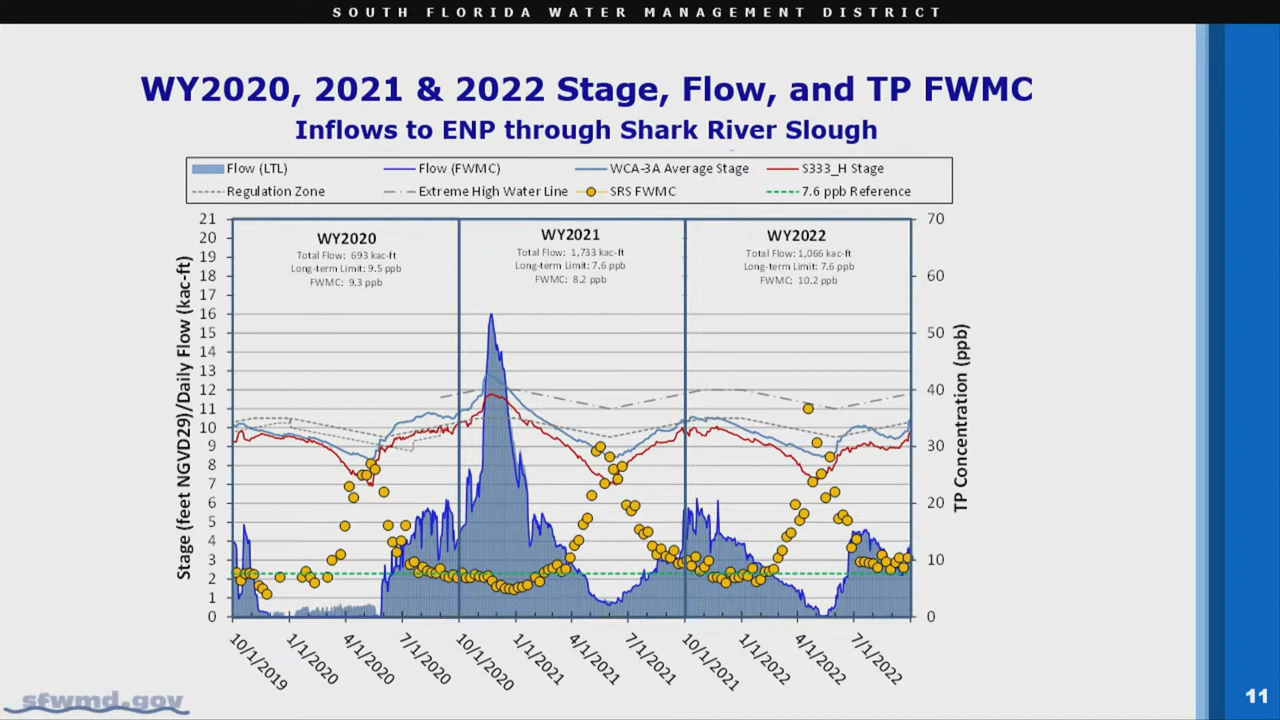 SOUTH FLORIDA WATER MANAGEMENT DISTRICT
WY2020, 2021 & 2022 Stage, Flow, and TP FWMC
Inflows to ENP through Shark River Slough
Flow (LTL) Flow (FWMC) WCA-3A Average Stage S333_H Stage
Regulation Zone Extreme High Water Line SRS FWMC 7.6 ppb Reference
Stage (feet NGVD29)/Daily Flow (kac-ft)
21
20
19
18
17
16
15
14
13
12
11
10
9
8
7
6
5
4
3
2
1
0
WY2020
Total Flow: 693 kac-ft
Long-term Limit: 9.5 ppb
FWMC: 9.3 ppb
WY2021
Total Flow: 1,733 kac-ft
Long-term Limit: 7.6 ppb
FWMC: 8.2 ppb
WY2022
Total Flow: 1,066 kac-ft
Long-term Limit: 7.6 ppb
FWMC: 10.2 ppb
70
60
50
40
30
20
10
0
TP Concentration (ppb)
10/1/2019
1/1/2020
4/1/2020
7/1/2020
10/1/2020
1/1/2021
4/1/2021
7/1/2021
10/1/2021
1/1/2022
4/1/2022
7/1/2022
sfwmd.gov
11